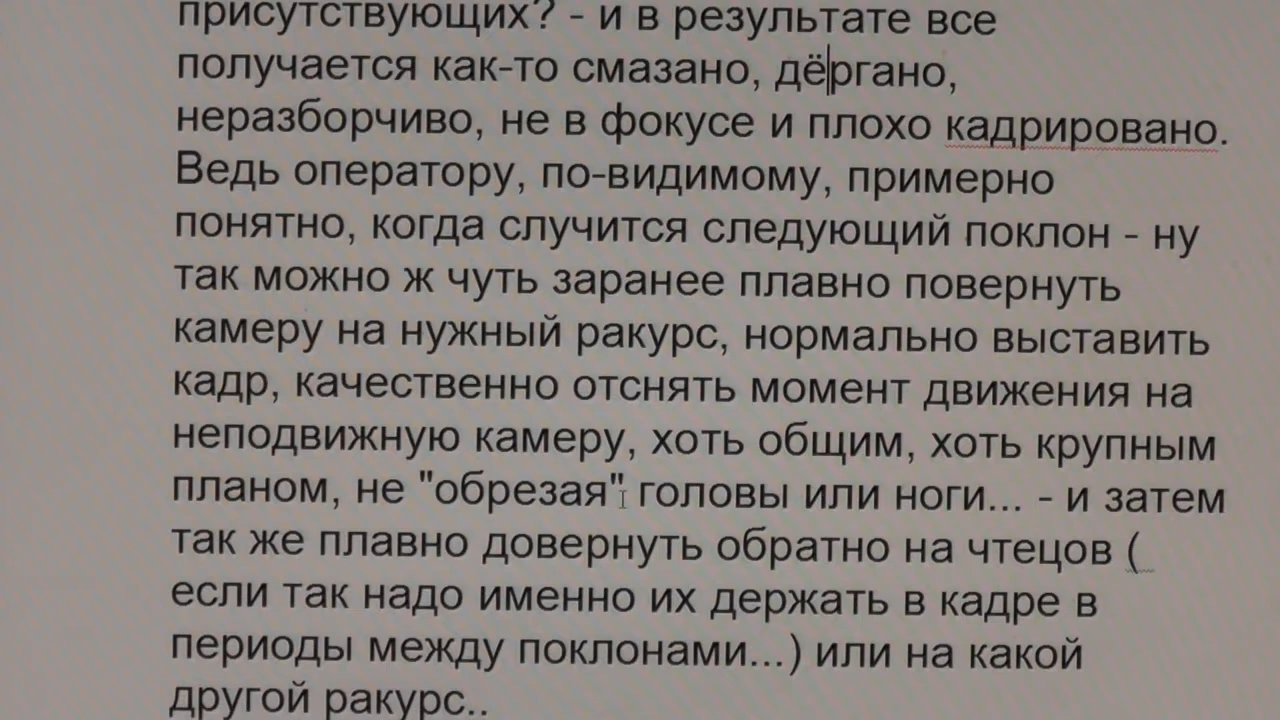 присутствующих? - и в результате все
получается как-то смазано, дёргано,
неразборчиво, не в фокусе и плохо кадрировано.
Ведь оператору, по-видимому, примерно
понятно, когда случится следующий поклон - ну
так можно ж чуть заранее плавно повернуть
камеру на нужный ракурс, нормально выставить
кадр, качественно отснять момент движения на
неподвижную камеру, хоть общим, хоть крупным
планом, не "обрезая" головы или ноги... - и затем
так же плавно довернуть обратно на чтецов (
если так надо именно их держать в кадре в
периоды между поклонами...) или на какой
другой ракурс..